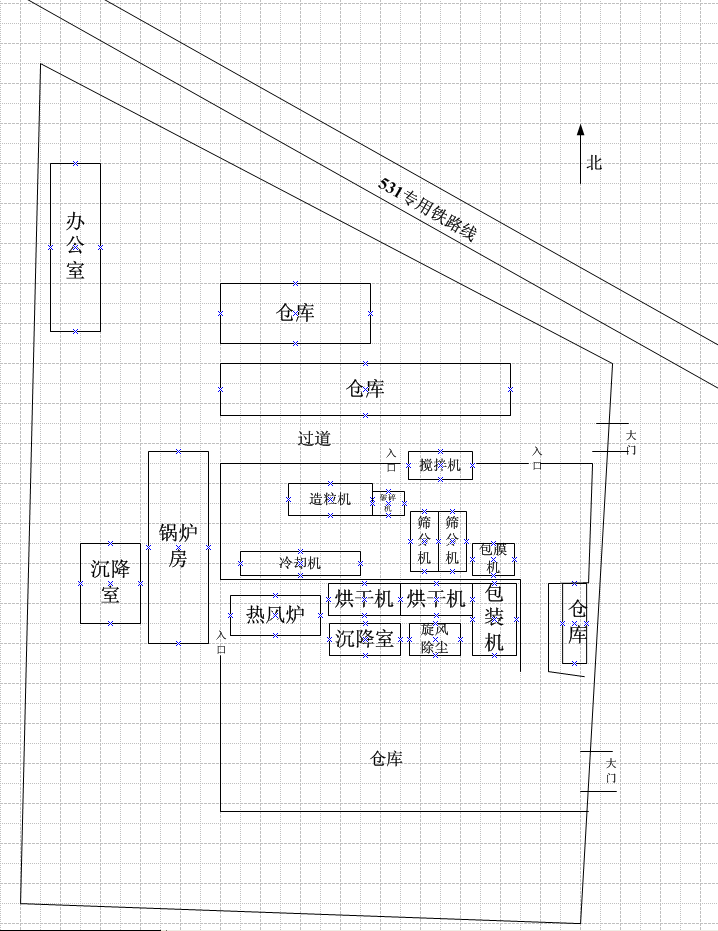 北
531专用铁路线
办公室
仓库
仓库
过道
大门
入口
搅拌机
入口
造粒机
破碎机
筛分机
筛分机
锅炉房
包膜机
冷却机
沉降室
热风炉
烘干机
烘干机
包装机
仓库
入口
沉降室
旋风
除尘
仓库
大门